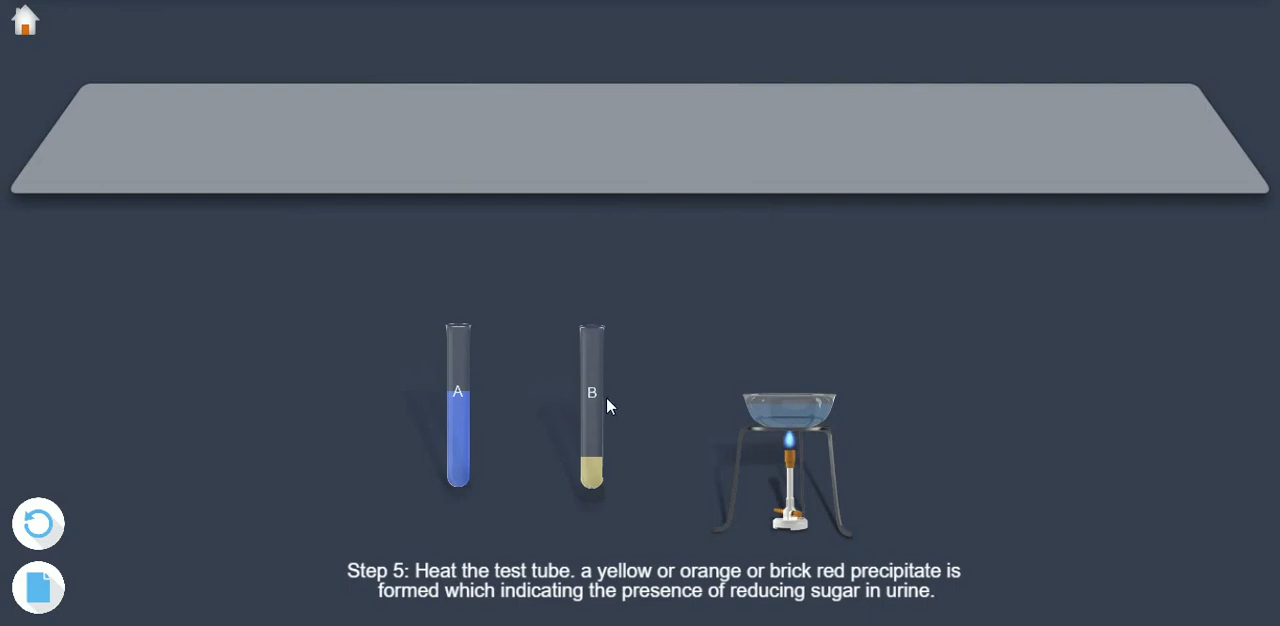 A
B
Step 5: Heat the test tube. a yellow or orange or brick red precipitate is
formed which indicating the presence of reducing sugar in urine.